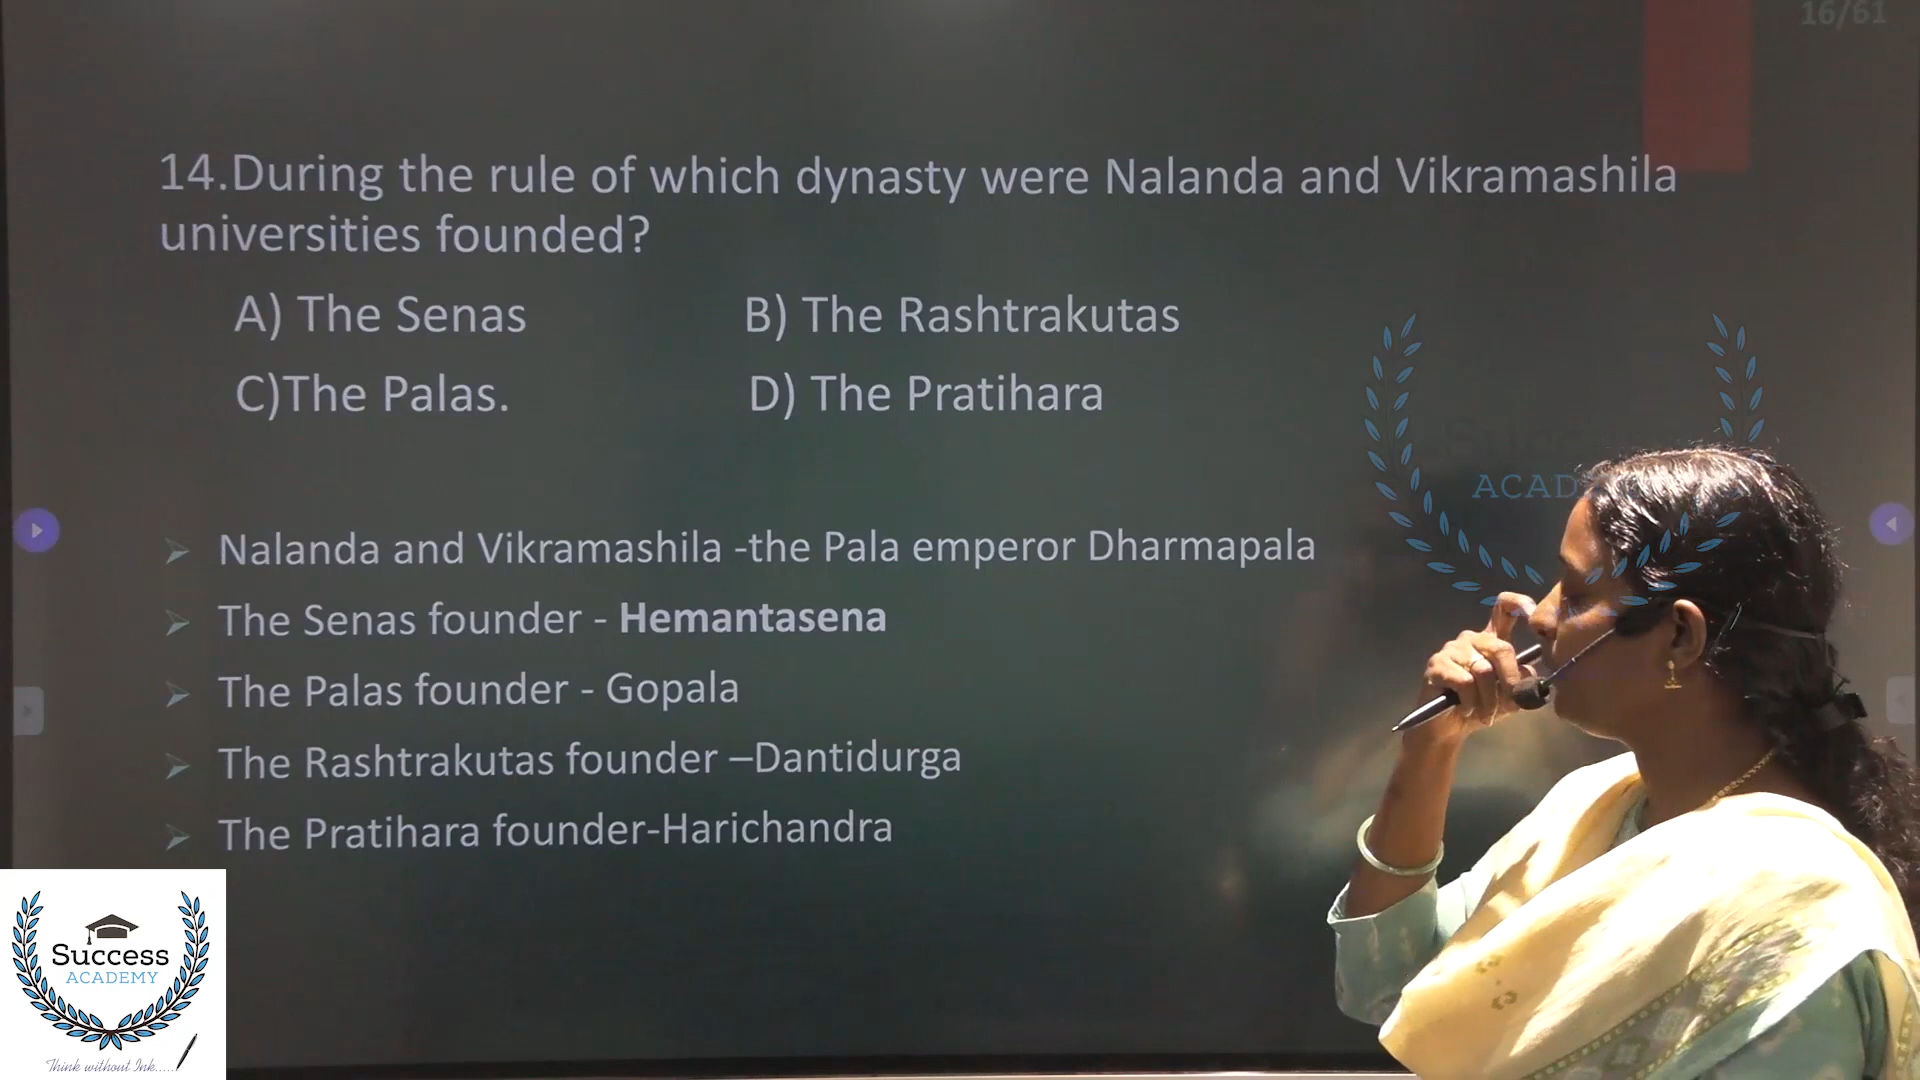 16/61
14.During the rule of which dynasty were Nalanda and Vikramashila
universities founded?
A) The Senas B) The Rashtrakutas
C)The Palas. D) The Pratihara
Nalanda and Vikramashila -the Pala emperor Dharmapala
The Senas founder - Hemantasena
The Palas founder - Gopala
The Rashtrakutas founder –Dantidurga
The Pratihara founder-Harichandra
Success
ACADEMY
Think without Ink.....